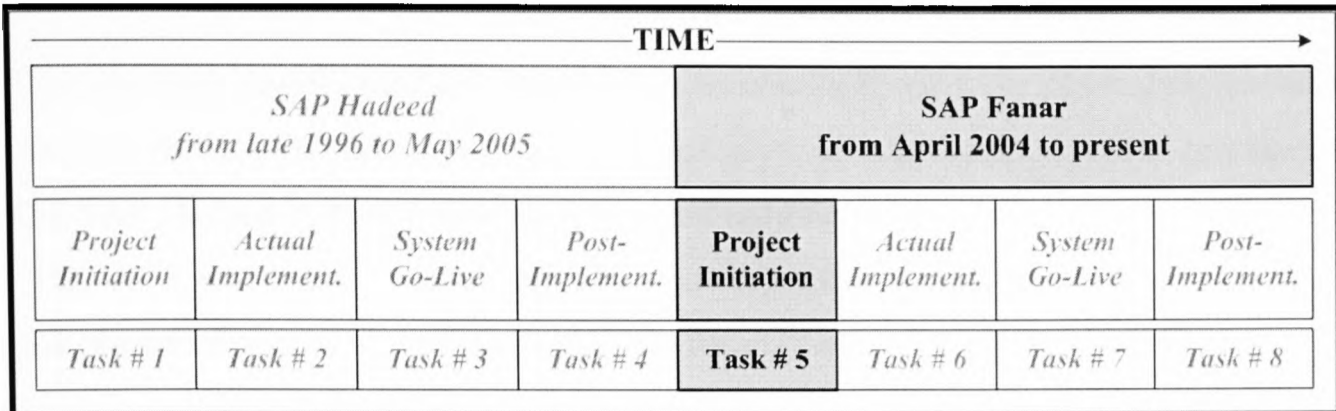 TIME
SAP Hadeed
from late 1996 to May 2005
SAP Fanar
from April 2004 to present
Project
Initiation
Actual
Implement.
System
Go-Live
Post-
Implement.
Project
Initiation
Actual
Implement.
System
Go-Live
Post-
Implement.
Task # 1
Task # 2
Task # 3
Task # 4
Task # 5
Task # 6
Task # 7
Task # 8